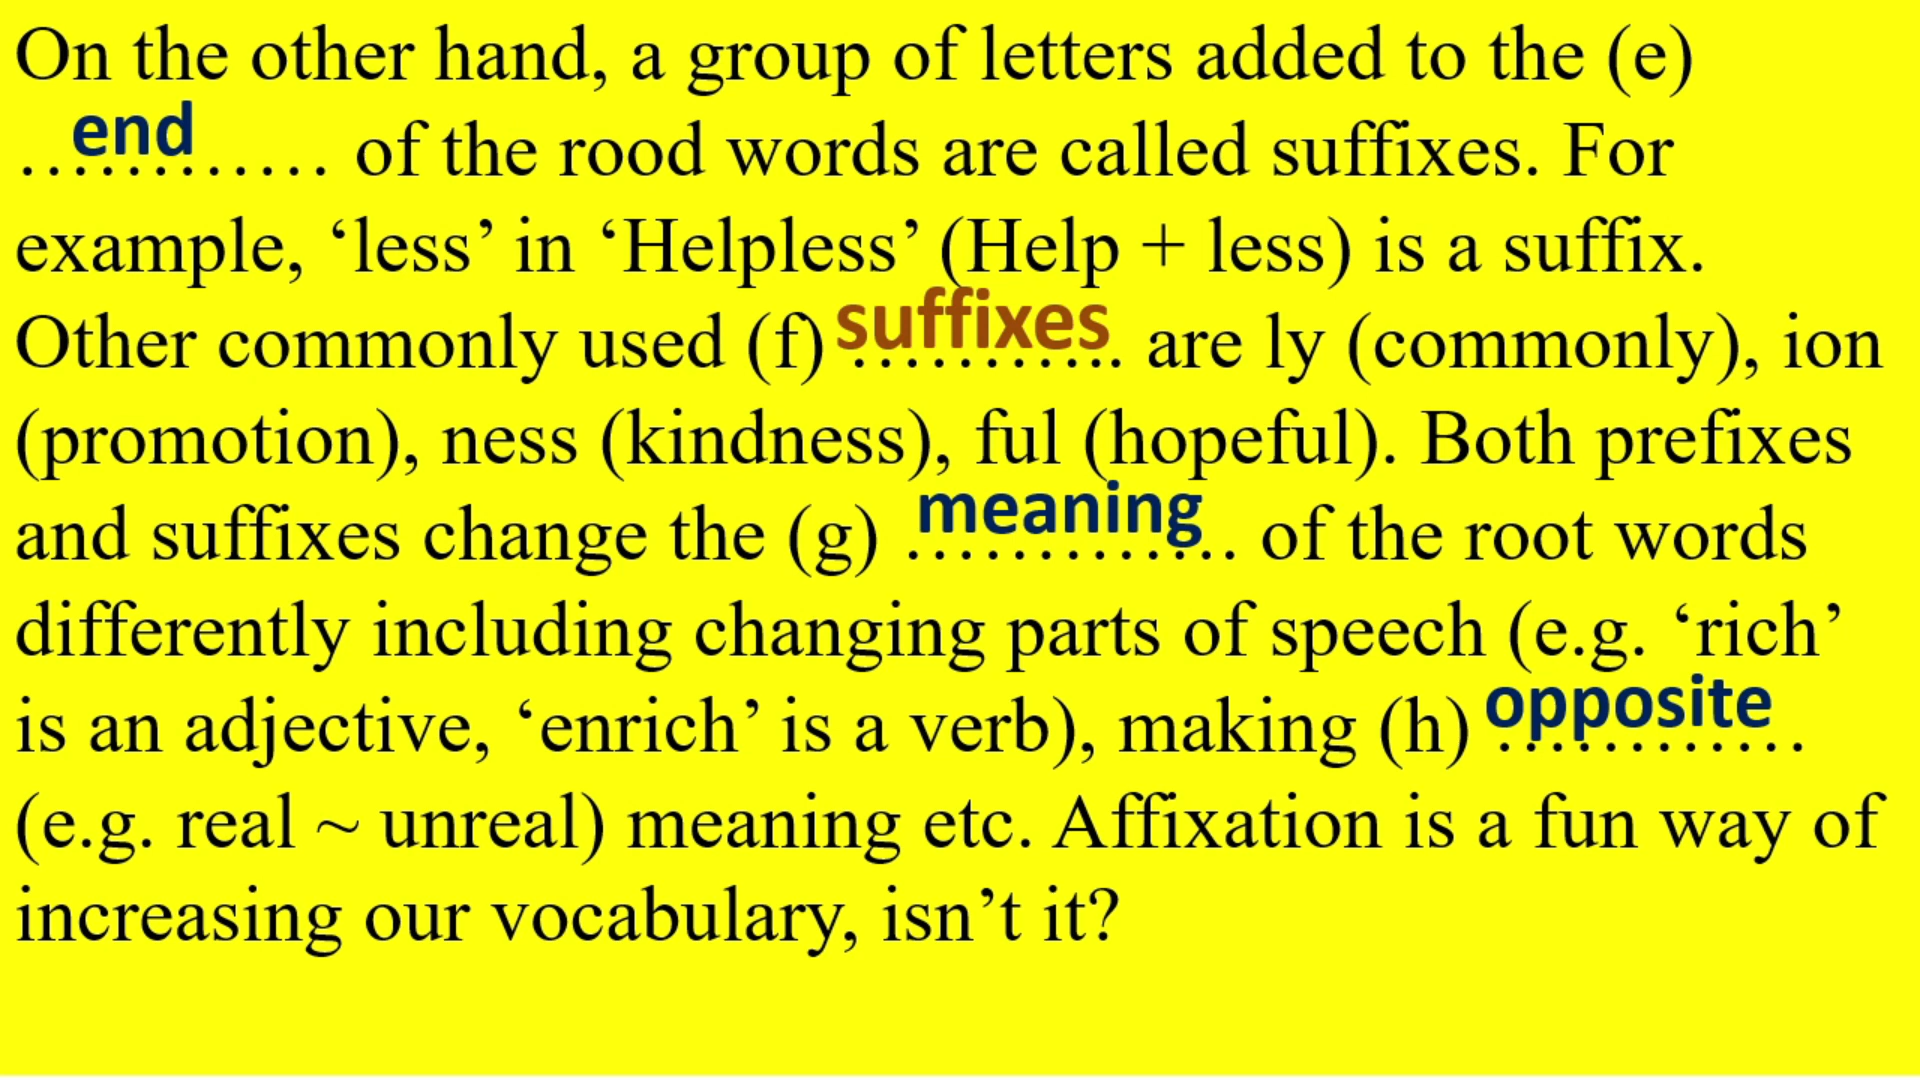 On the other hand, a group of letters added to the (e)
end ………… of the rood words are called suffixes. For
example, ‘less’ in ‘Helpless’ (Help + less) is a suffix.
Other commonly used (f) suffixes ……….. are ly (commonly), ion
(promotion), ness (kindness), ful (hopeful). Both prefixes
and suffixes change the (g) meaning …………. of the root words
differently including changing parts of speech (e.g. ‘rich’
is an adjective, ‘enrich’ is a verb), making (h) opposite …………
(e.g. real ~ unreal) meaning etc. Affixation is a fun way of
increasing our vocabulary, isn’t it?